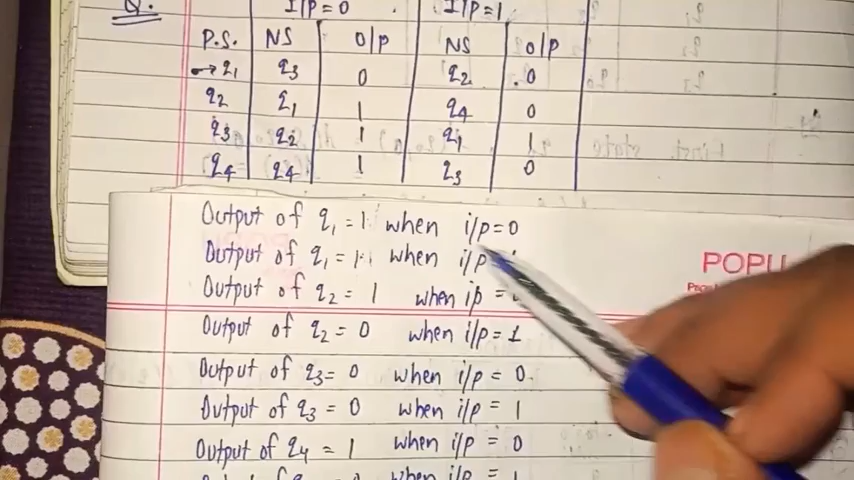 Q. I/P=0 I/P=1
P.S. NS O/P NS O/P
→q1 q3 0 q2 0
q2 q1 1 q4 0
q3 q2 1 q1 1
q4 q4 1 q3 0
Output of q1 = 1 when i/p=0
Output of q1 = 1 when i/p
Output of q2 = 1 when ip =
Output of q2 = 0 when i/p = 1
Output of q3 = 0 when i/p = 0.
Output of q3 = 0 when i/p = 1
Output of q4 = 1 when i/p = 0
POPU